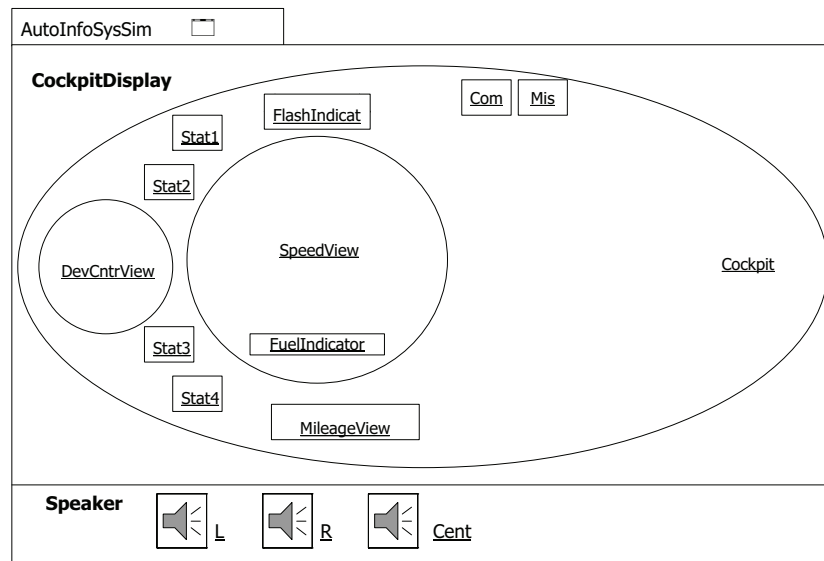 AutoInfoSysSim
CockpitDisplay
Com
Mis
FlashIndicat
Stat1
Stat2
SpeedView
DevCntrView
Cockpit
FuelIndicator
Stat3
Stat4
MileageView
Speaker
L
R
Cent